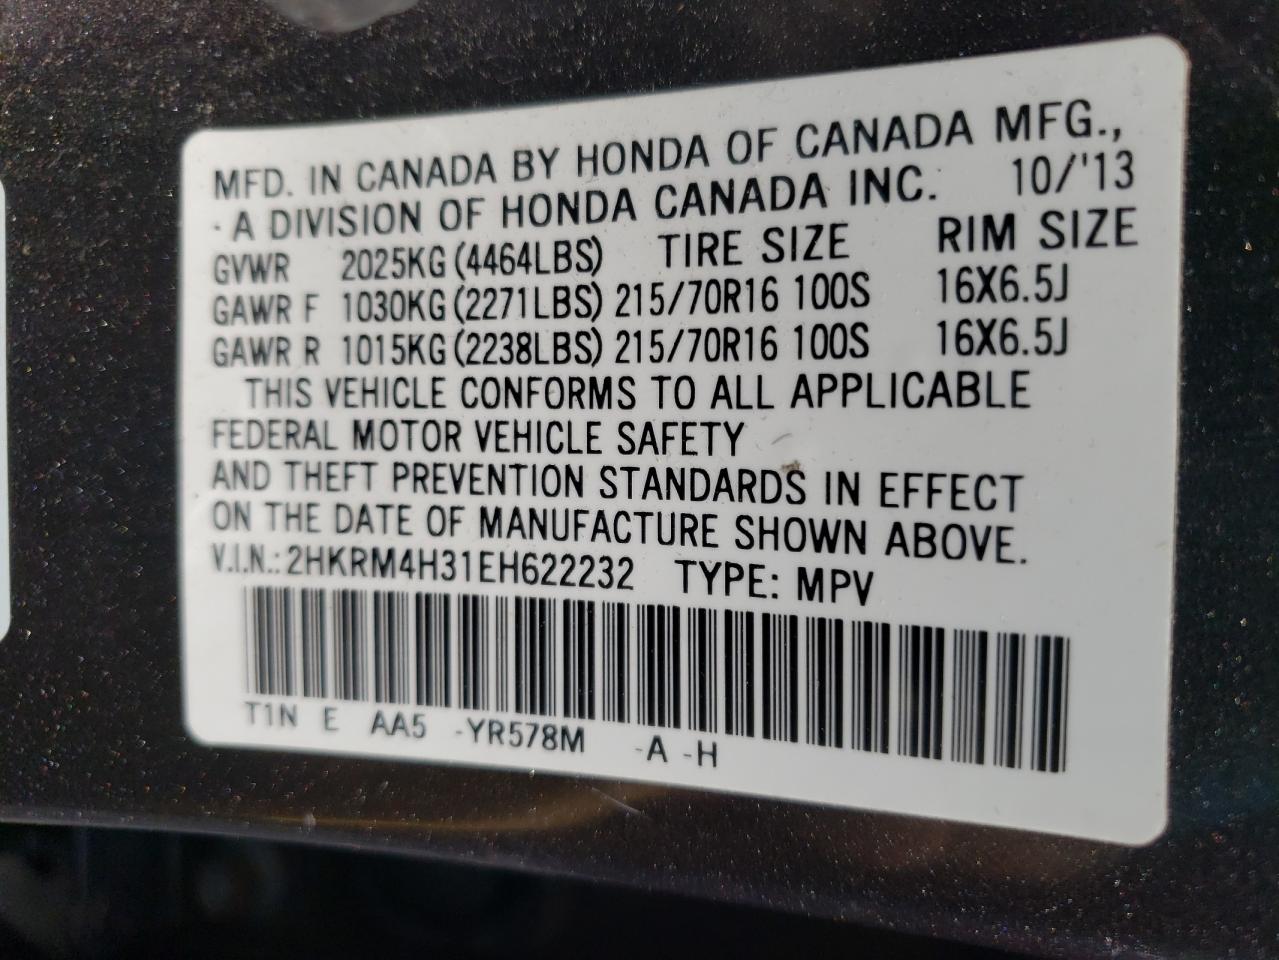 MFD. IN CANADA BY HONDA OF CANADA MFG.,
· A DIVISION OF HONDA CANADA INC. 10/'13
GVWR 2025KG (4464LBS) TIRE SIZE RIM SIZE
GAWR F 1030KG (2271LBS) 215/70R16 100S 16X6.5J
GAWR R 1015KG (2238LBS) 215/70R16 100S 16X6.5J
THIS VEHICLE CONFORMS TO ALL APPLICABLE
FEDERAL MOTOR VEHICLE SAFETY
AND THEFT PREVENTION STANDARDS IN EFFECT
ON THE DATE OF MANUFACTURE SHOWN ABOVE.
V.I.N.: 2HKRM4H31EH622232 TYPE: MPV
T1N E AA5 -YR578M -A -H